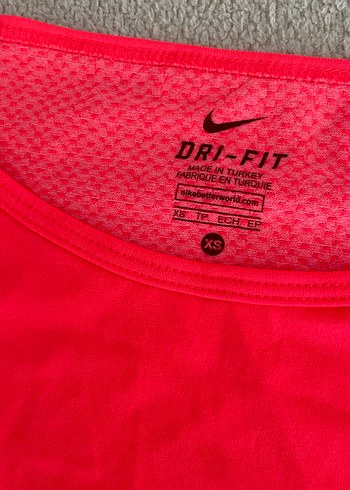 DRI-FIT
MADE IN TURKEY
FABRIQUÉ EN TURQUIE
nikebetterworld.com
XS TP ECH EP
XS